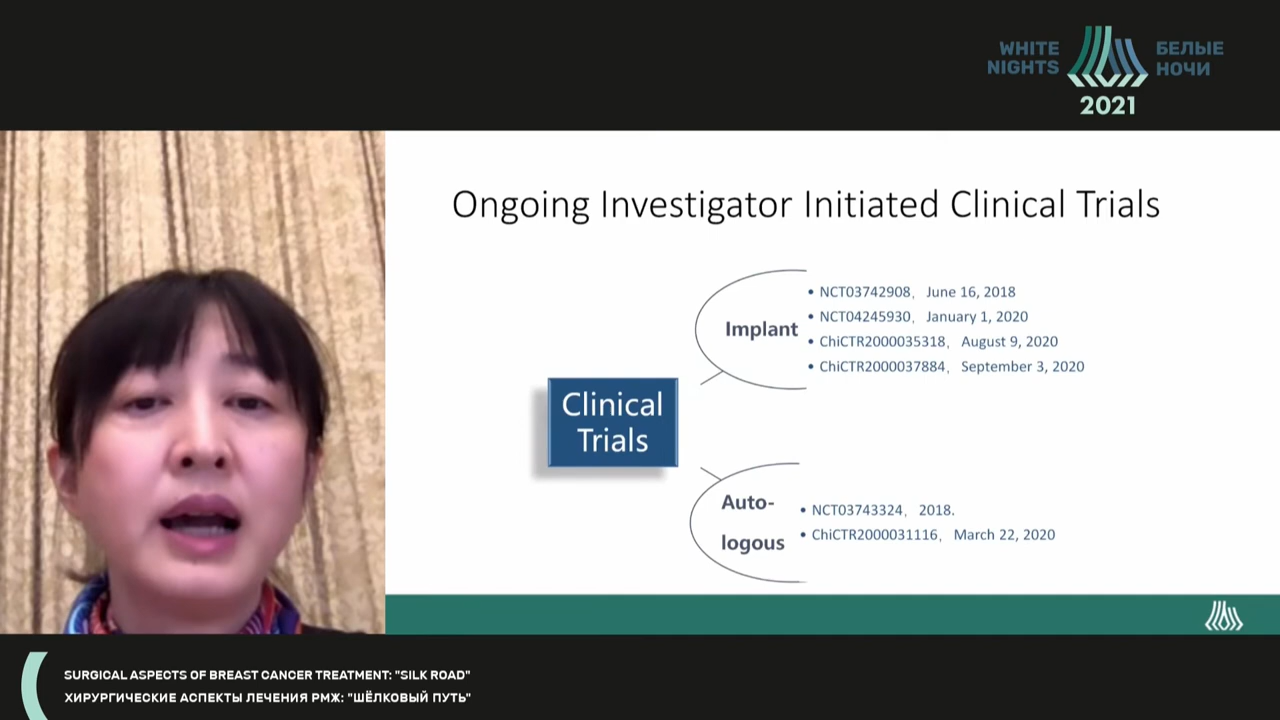 WHITE
NIGHTS
БЕЛЫЕ
НОЧИ
2021
Ongoing Investigator Initiated Clinical Trials
Clinical
Trials
Implant
• NCT03742908、 June 16, 2018
• NCT04245930、 January 1, 2020
• ChiCTR2000035318、 August 9, 2020
• ChiCTR2000037884、 September 3, 2020
Auto-
logous
• NCT03743324、 2018.
• ChiCTR2000031116、 March 22, 2020
SURGICAL ASPECTS OF BREAST CANCER TREATMENT: "SILK ROAD"
ХИРУРГИЧЕСКИЕ АСПЕКТЫ ЛЕЧЕНИЯ РМЖ: "ШЁЛКОВЫЙ ПУТЬ"